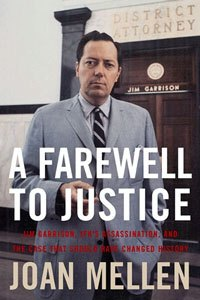 DISTRICT
ATTORNEY
JIM GARRISON
A FAREWELL
TO JUSTICE
JIM GARRISON, JFK'S ASSASSINATION, AND
THE CASE THAT SHOULD HAVE CHANGED HISTORY
JOAN MELLEN